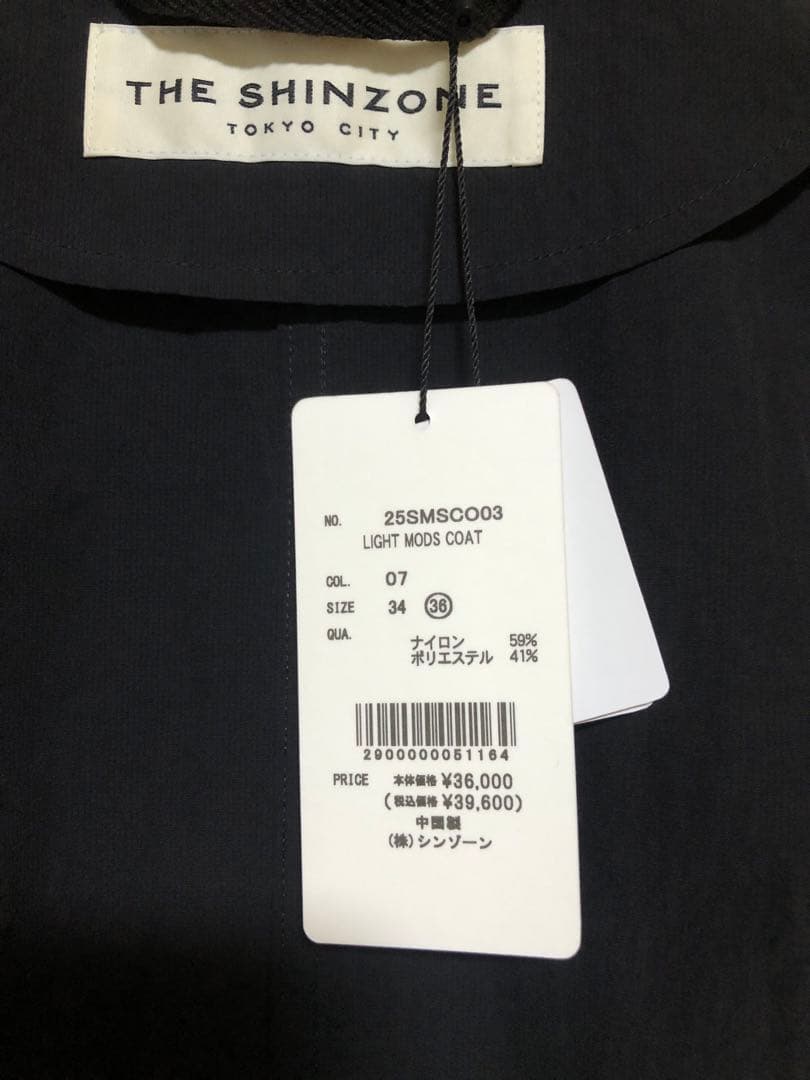 THE SHINZONE
TOKYO CITY
NO. 25SMSCO03
LIGHT MODS COAT
COL. 07
SIZE 34 36
QUA. ナイロン 59%
ポリエステル 41%
2900000051164
PRICE 本体価格 ¥36,000
(税込価格 ¥39,600)
中国製
(株)シンゾーン